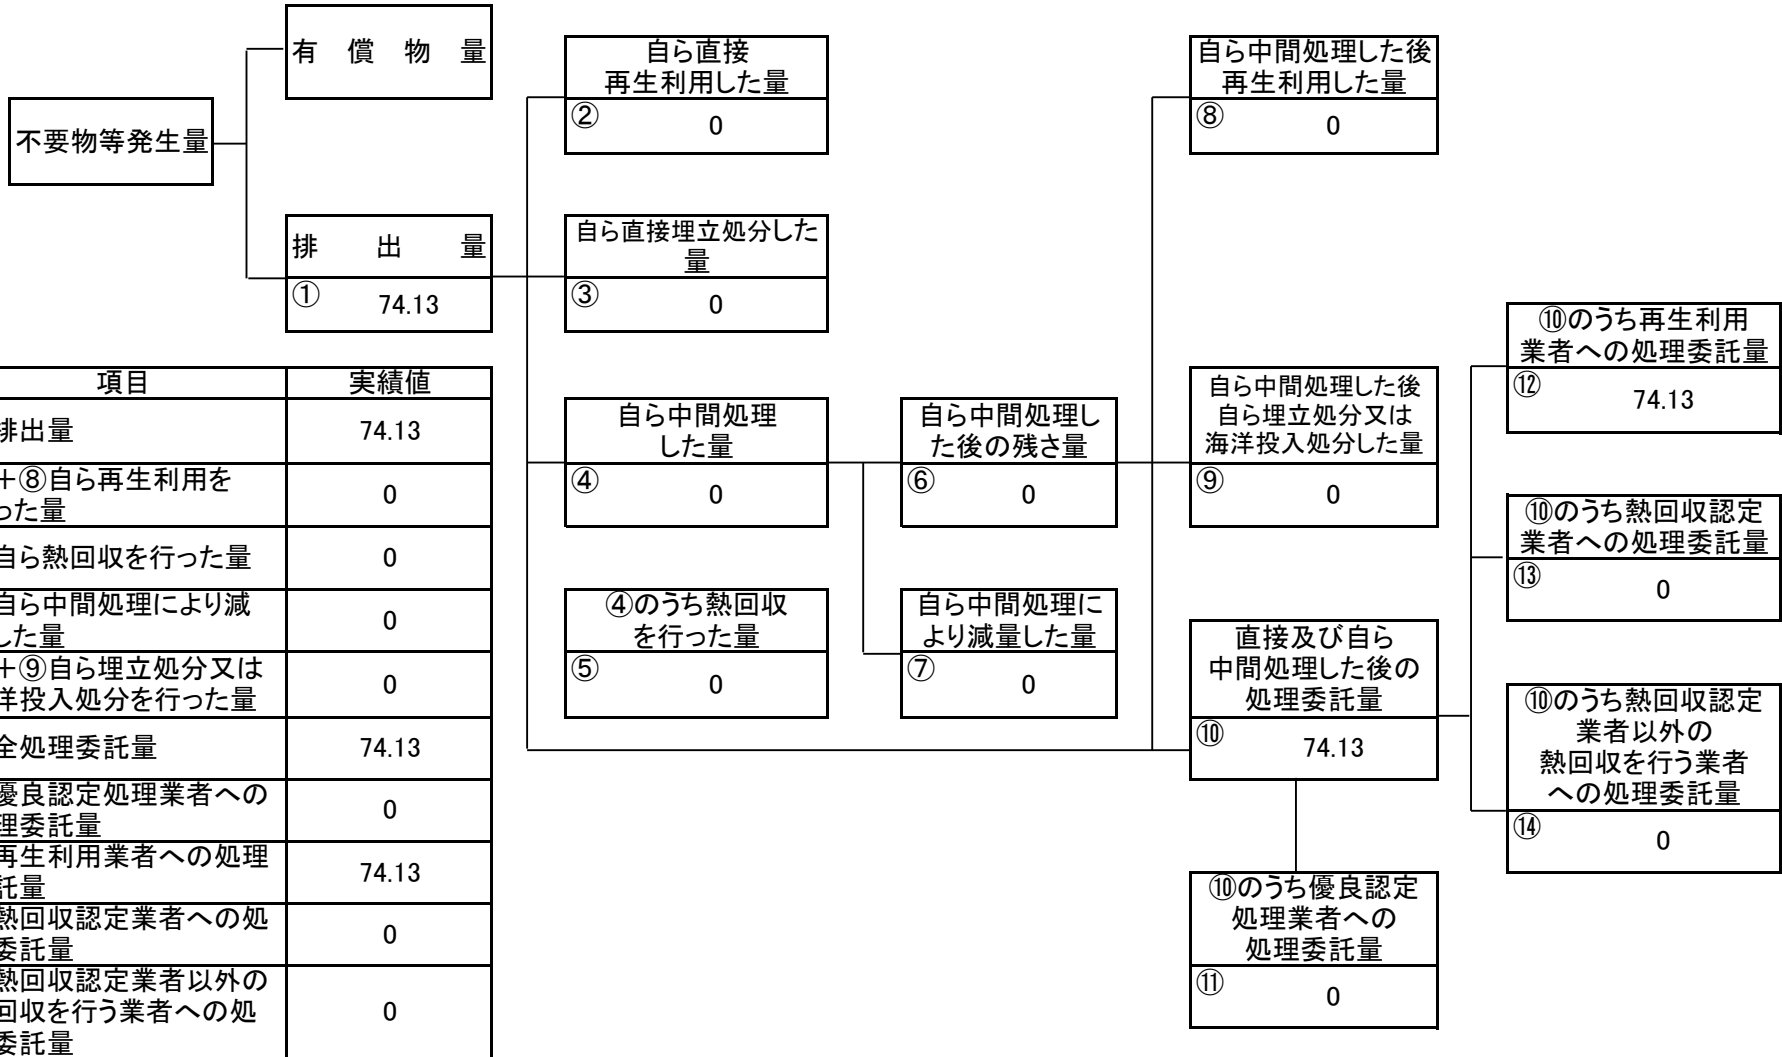 有償物量
不要物等発生量
排出量
① 74.13
自ら直接
再生利用した量
② 0
自ら直接埋立処分した
量
③ 0
自ら中間処理
した量
④ 0
④のうち熱回収
を行った量
⑤ 0
自ら中間処理し
た後の残さ量
⑥ 0
自ら中間処理に
より減量した量
⑦ 0
自ら中間処理した後
再生利用した量
⑧ 0
自ら中間処理した後
自ら埋立処分又は
海洋投入処分した量
⑨ 0
直接及び自ら
中間処理した後の
処理委託量
⑩ 74.13
⑩のうち優良認定
処理業者への
処理委託量
⑪ 0
⑩のうち再生利用
業者への処理委託量
⑫ 74.13
⑩のうち熱回収認定
業者への処理委託量
⑬ 0
⑩のうち熱回収認定
業者以外の
熱回収を行う業者
への処理委託量
⑭ 0
項目 実績値
排出量 74.13
+⑧自ら再生利用を
った量 0
自ら熱回収を行った量 0
自ら中間処理により減
した量 0
+⑨自ら埋立処分又は
洋投入処分を行った量 0
全処理委託量 74.13
優良認定処理業者への
理委託量 0
再生利用業者への処理
託量 74.13
熱回収認定業者への処
委託量 0
熱回収認定業者以外の
回収を行う業者への処
委託量 0